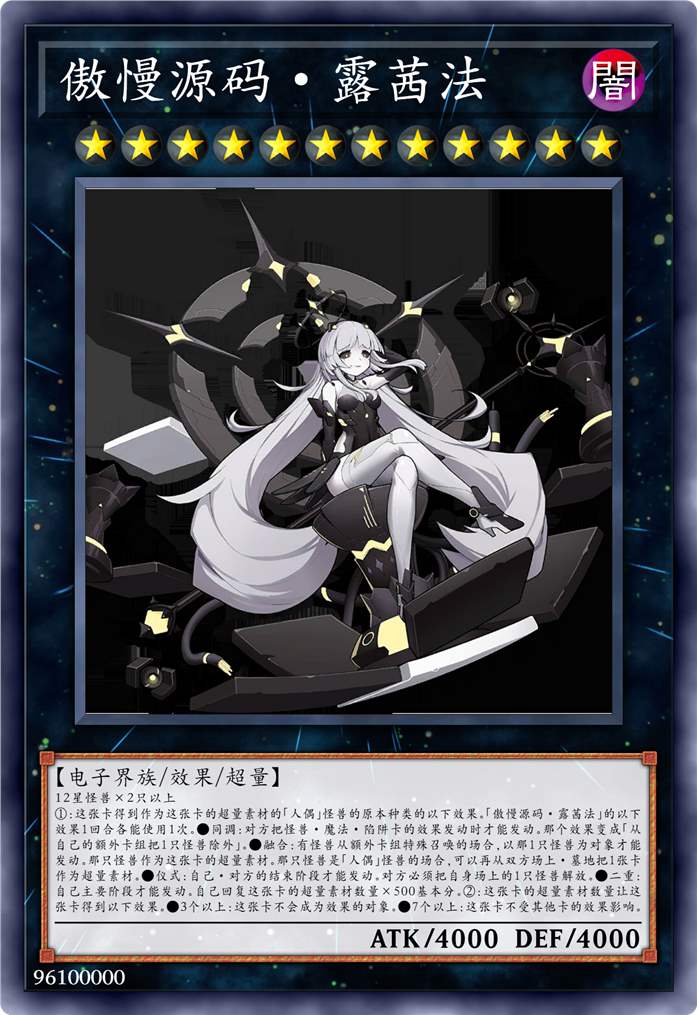 傲慢源码・露茜法
闇
【电子界族/效果/超量】
12星怪兽×2只以上
①:这张卡得到作为这张卡的超量素材的「人偶」怪兽的原本种类的以下效果。「傲慢源码・露茜法」的以下
效果1回合各能使用1次。●同调:对方把怪兽・魔法・陷阱卡的效果发动时才能发动。那个效果变成「从
自己的额外卡组把1只怪兽除外」。●融合:有怪兽从额外卡组特殊召唤的场合,以那1只怪兽为对象才能
发动。那只怪兽作为这张卡的超量素材。那只怪兽是「人偶」怪兽的场合,可以再从双方场上・墓地把1张卡
作为超量素材。●仪式:自己・对方的结束阶段才能发动。对方必须把自身场上的1只怪兽解放。●二重:
自己主要阶段才能发动。自己回复这张卡的超量素材数量×500基本分。②:这张卡的超量素材数量让这
张卡得到以下效果。●3个以上:这张卡不会成为效果的对象。●7个以上:这张卡不受其他卡的效果影响。
ATK/4000 DEF/4000
96100000